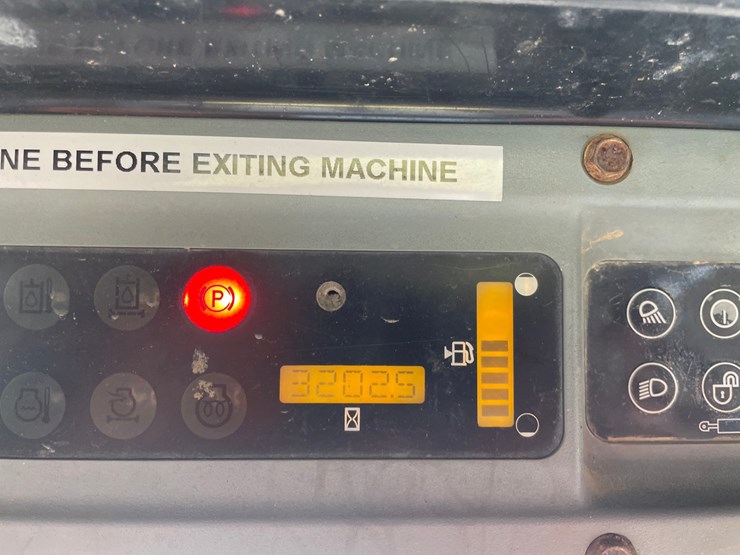 NE BEFORE EXITING MACHINE
P
3202.5